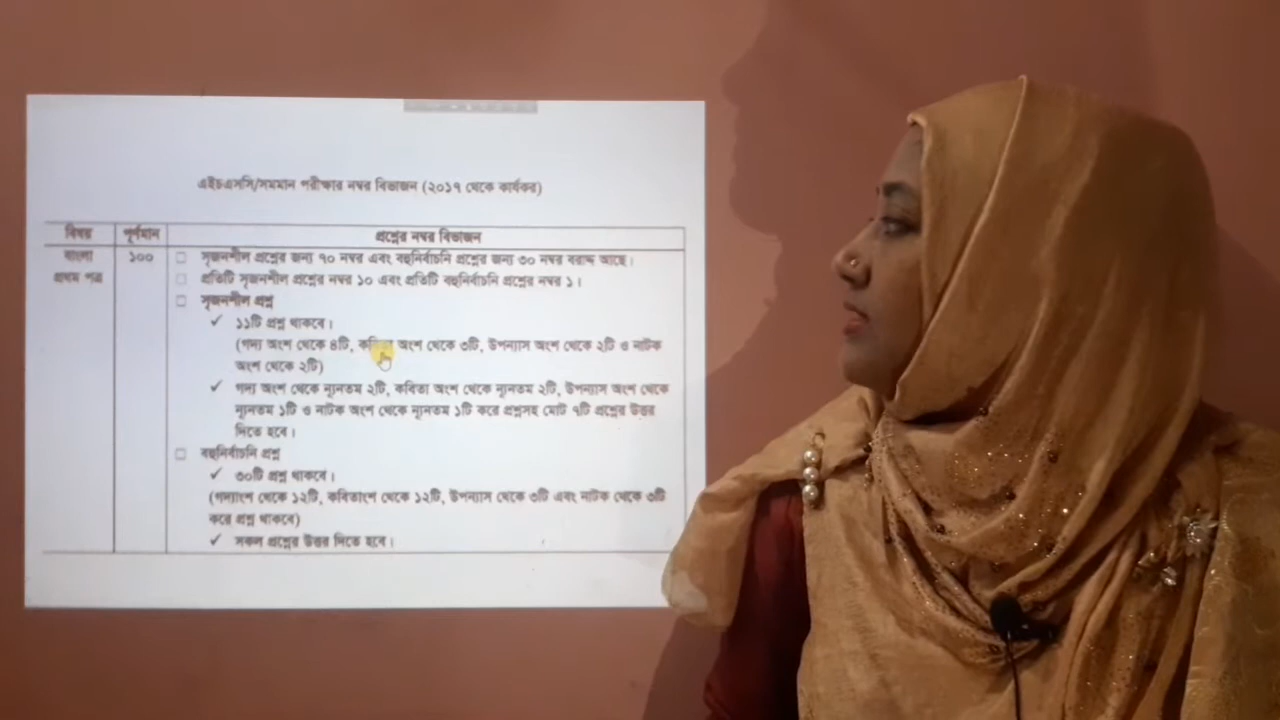 এইচএসসি/সমমান পরীক্ষার নম্বর বিভাজন (২০১৭ থেকে কার্যকর)
বিষয় পূর্ণমান প্রশ্নের নম্বর বিভাজন
বাংলা প্রথম পত্র ১০০
সৃজনশীল প্রশ্নের জন্য ৭০ নম্বর এবং বহুনির্বাচনি প্রশ্নের জন্য ৩০ নম্বর বরাদ্দ আছে।
প্রতিটি সৃজনশীল প্রশ্নের নম্বর ১০ এবং প্রতিটি বহুনির্বাচনি প্রশ্নের নম্বর ১।
সৃজনশীল প্রশ্ন
✓ ১১টি প্রশ্ন থাকবে।
(গদ্য অংশ থেকে ৪টি, কবিতা অংশ থেকে ৩টি, উপন্যাস অংশ থেকে ২টি ও নাটক
অংশ থেকে ২টি)
✓ গদ্য অংশ থেকে ন্যূনতম ২টি, কবিতা অংশ থেকে ন্যূনতম ২টি, উপন্যাস অংশ থেকে
ন্যূনতম ১টি ও নাটক অংশ থেকে ন্যূনতম ১টি করে প্রশ্নসহ মোট ৭টি প্রশ্নের উত্তর
দিতে হবে।
বহুনির্বাচনি প্রশ্ন
✓ ৩০টি প্রশ্ন থাকবে।
(গদ্যাংশ থেকে ১২টি, কবিতাংশ থেকে ১২টি, উপন্যাস থেকে ৩টি এবং নাটক থেকে ৩টি
করে প্রশ্ন থাকবে)
✓ সকল প্রশ্নের উত্তর দিতে হবে।